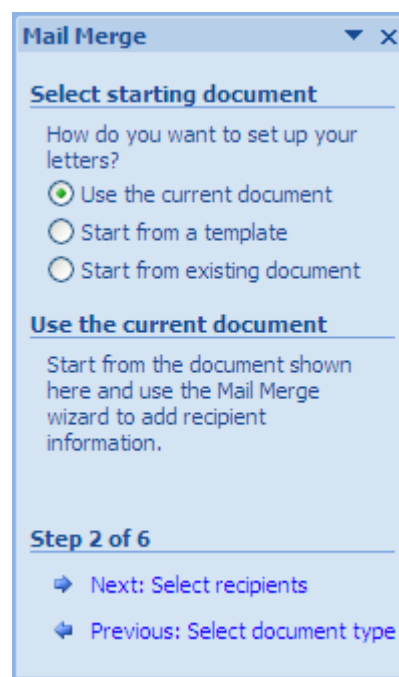 Mail Merge
Select starting document
How do you want to set up your
letters?
Use the current document
Start from a template
Start from existing document
Use the current document
Start from the document shown
here and use the Mail Merge
wizard to add recipient
information.
Step 2 of 6
Next: Select recipients
Previous: Select document type